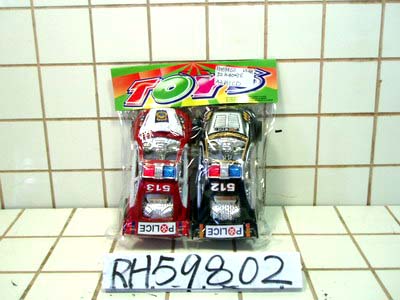 TOYS
513
512
POLICE
POLICE
RH59802